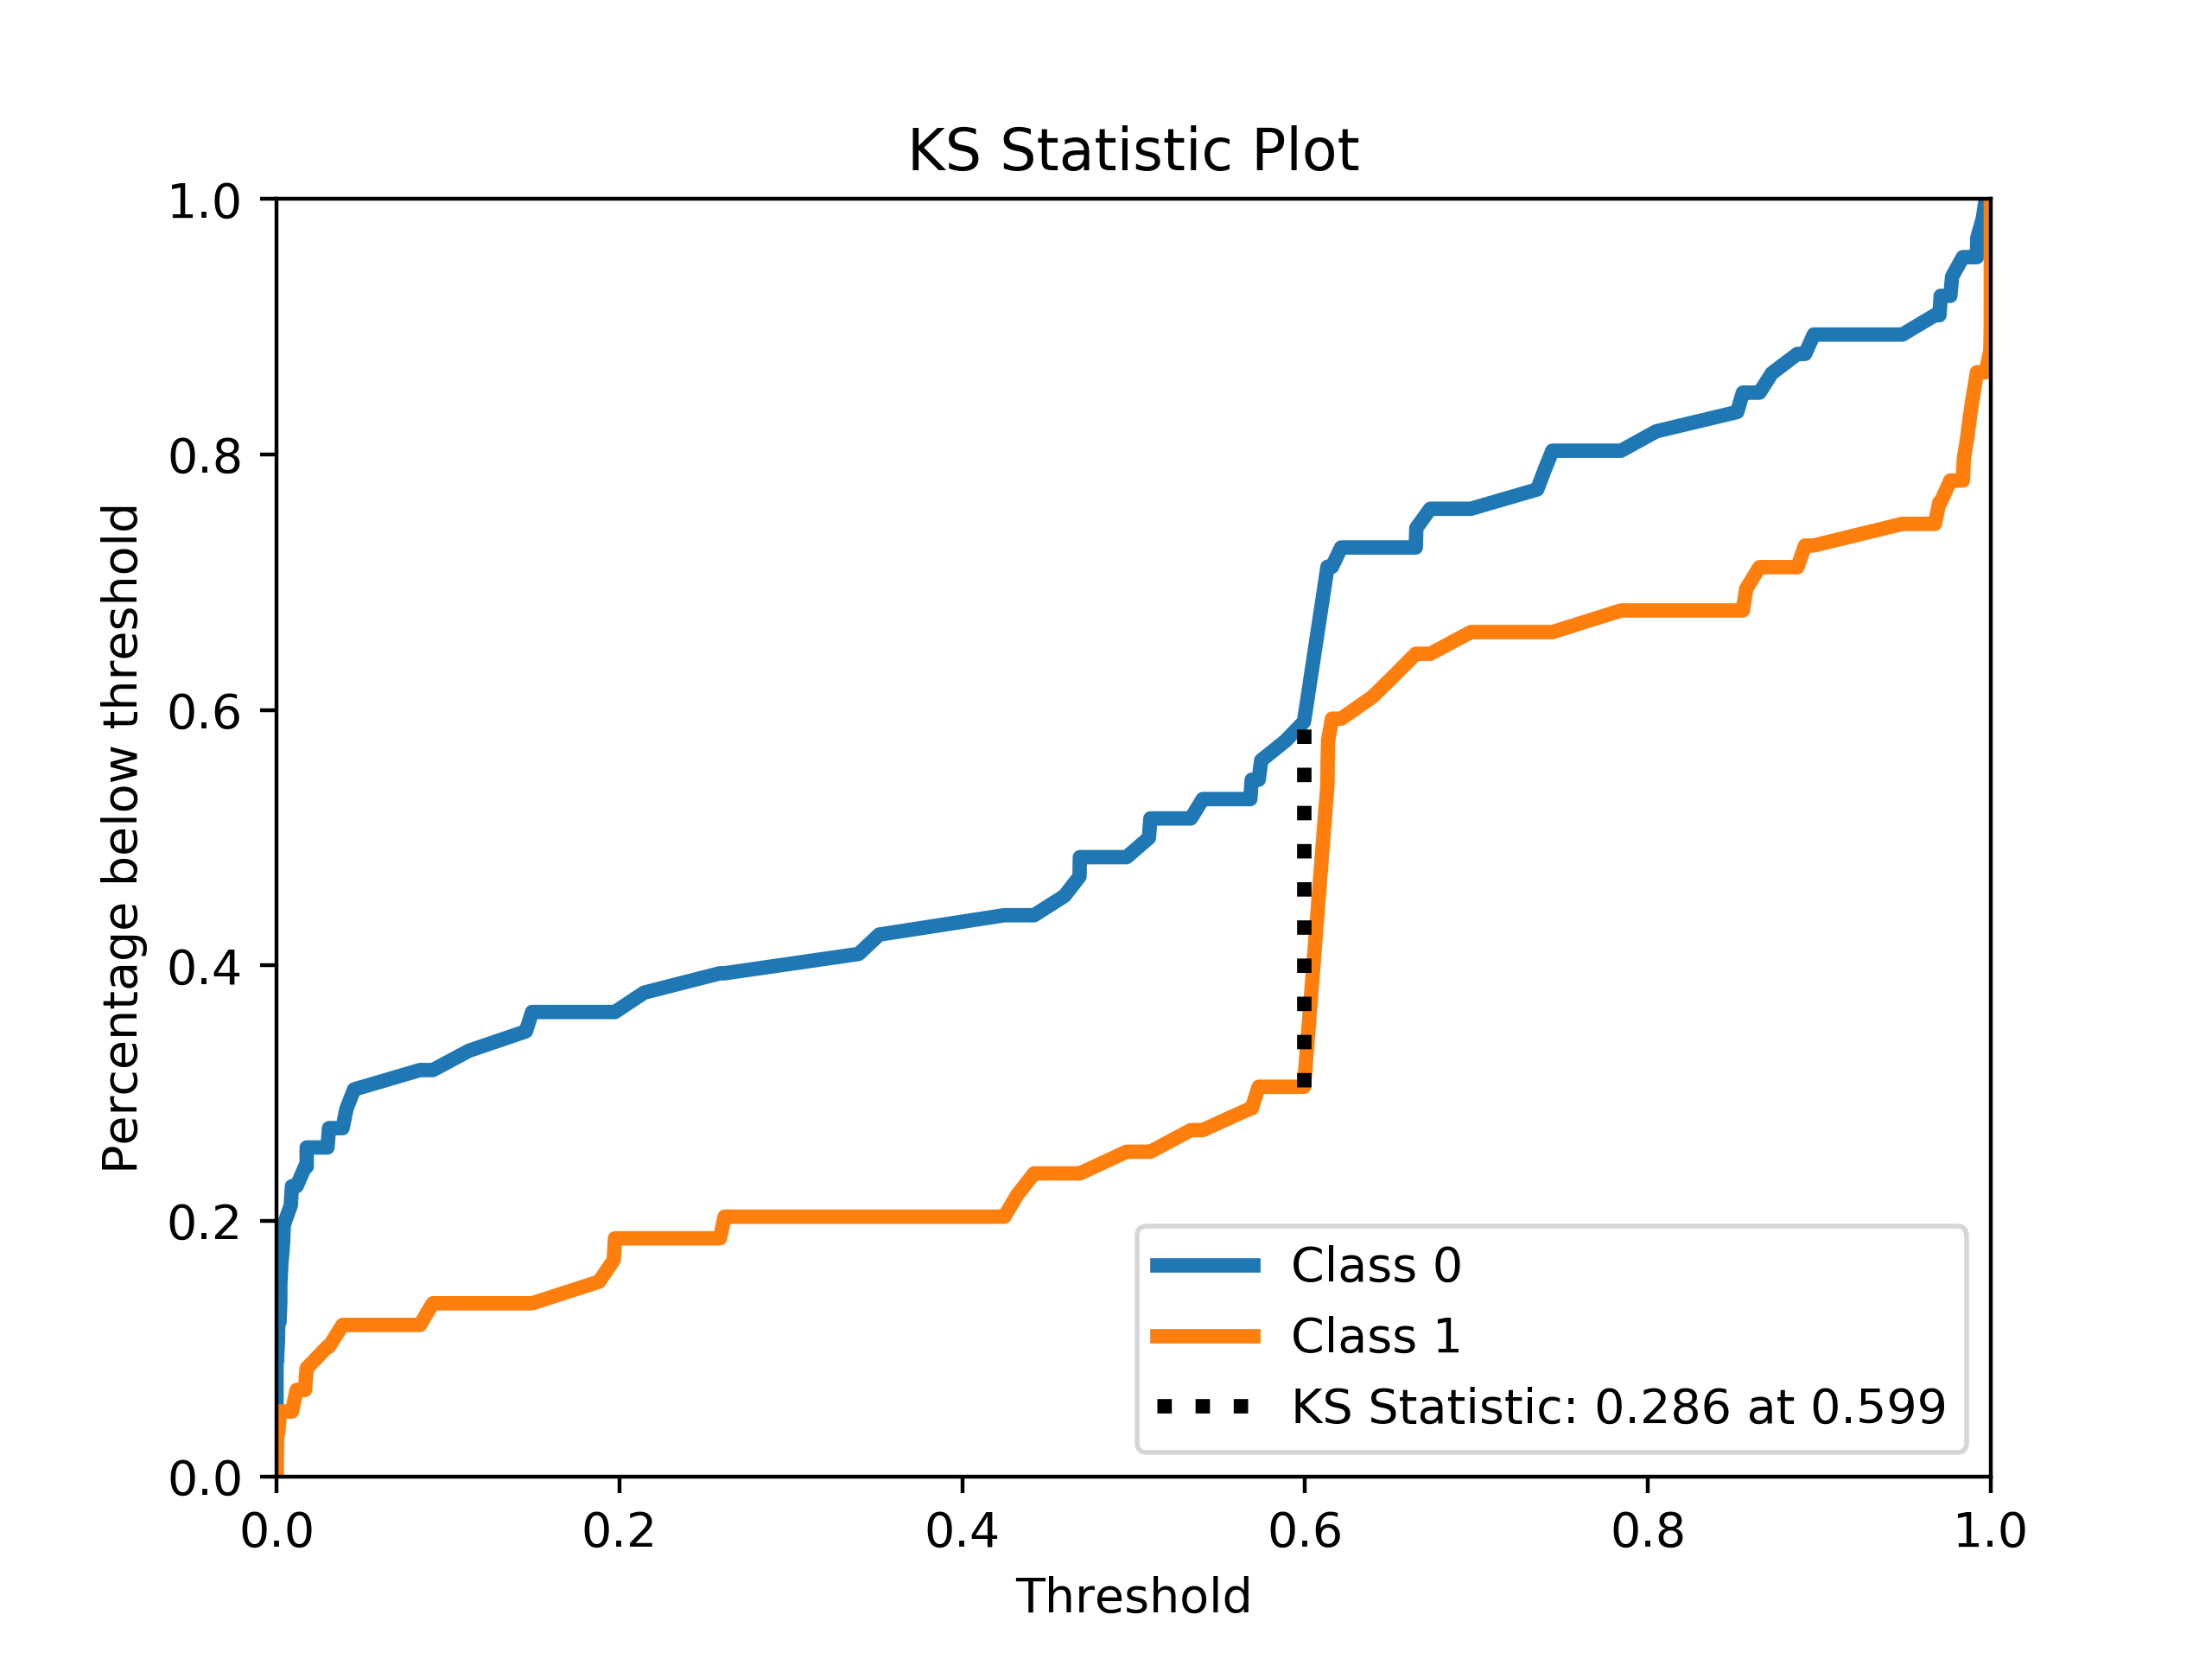 KS Statistic Plot
1.0
0.8
0.6
0.4
0.2
0.0
Percentage below threshold
0.0 0.2 0.4 0.6 0.8 1.0
Threshold
Class 0
Class 1
KS Statistic: 0.286 at 0.599